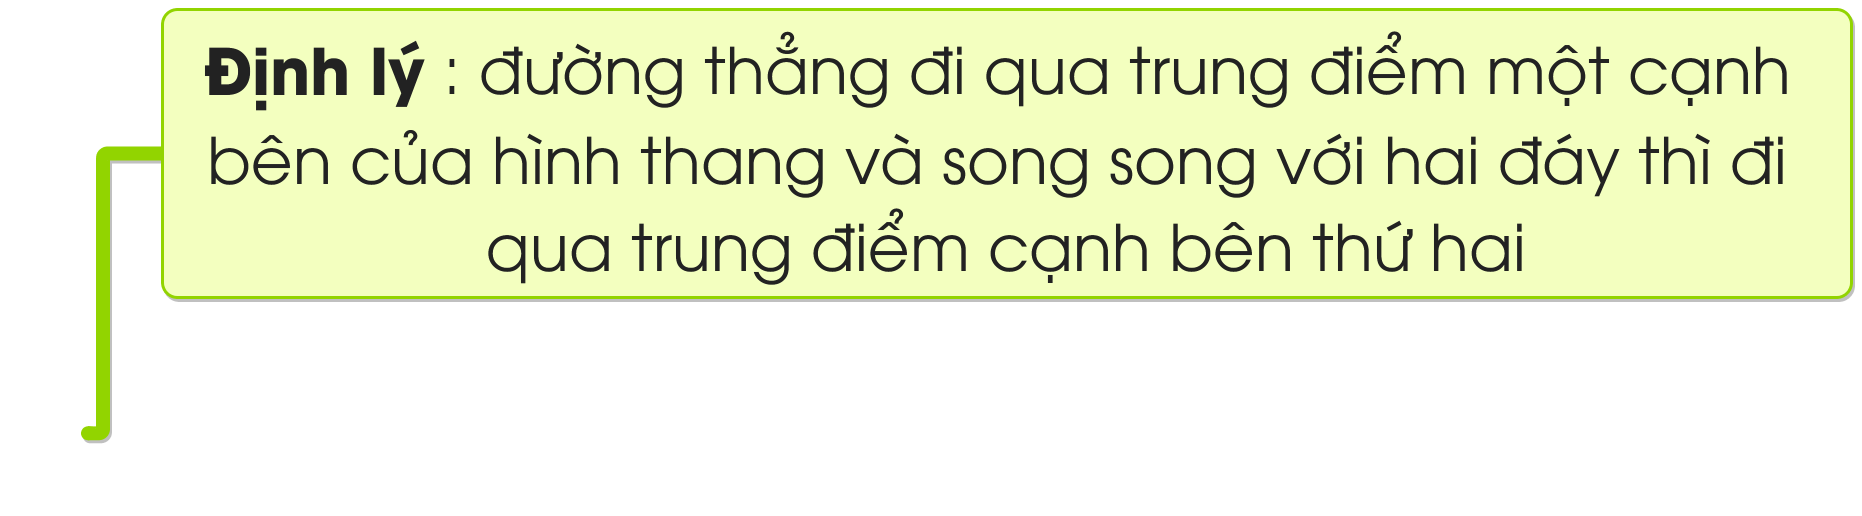 Định lý : đường thẳng đi qua trung điểm một cạnh
bên của hình thang và song song với hai đáy thì đi
qua trung điểm cạnh bên thứ hai